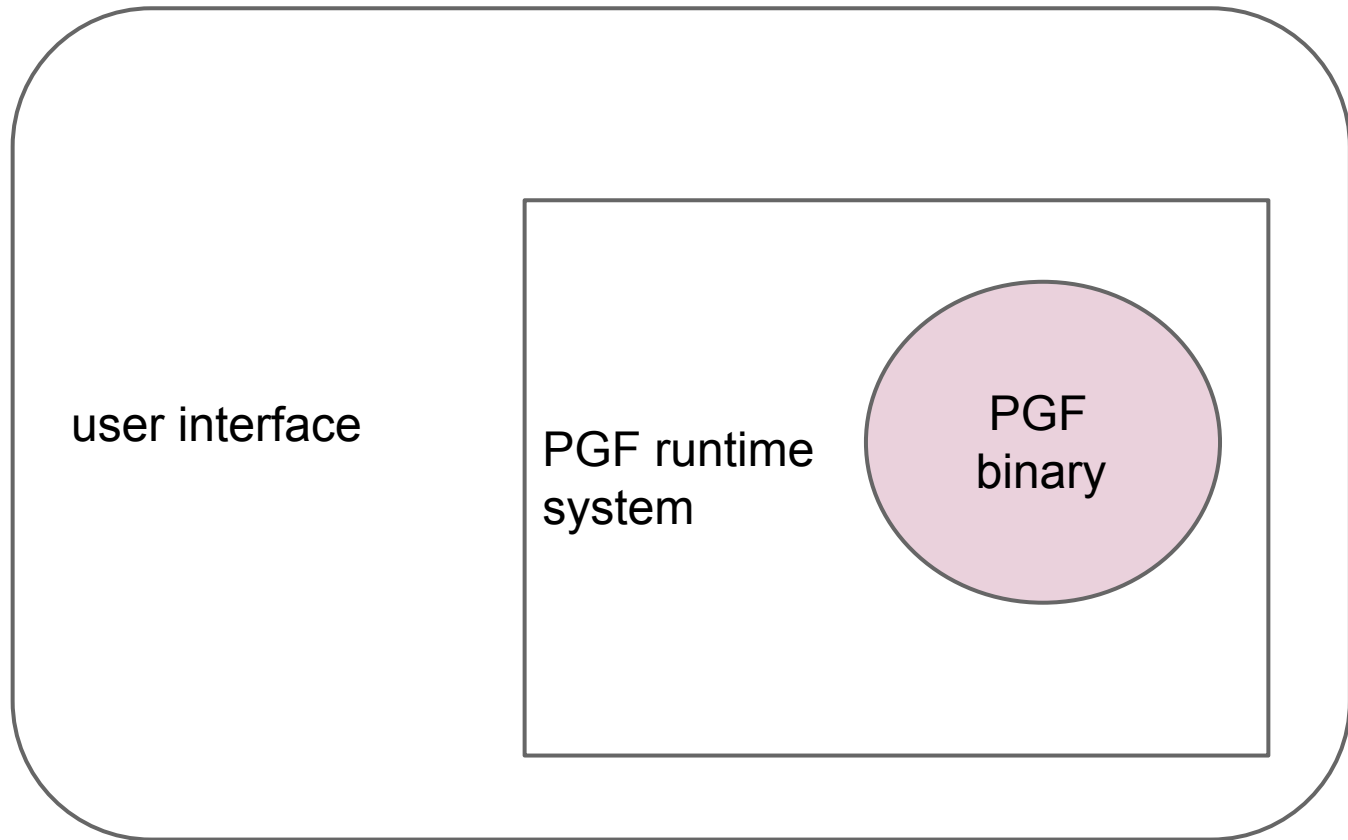 user interface
PGF runtime
system
PGF
binary